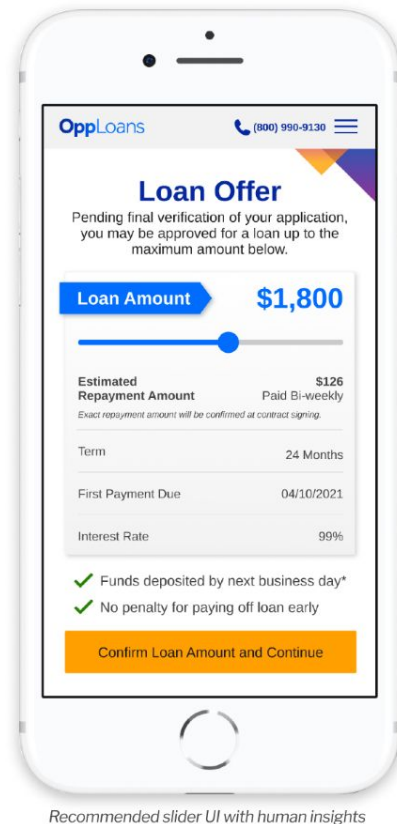 OppLoans (800) 990-9130
Loan Offer
Pending final verification of your application,
you may be approved for a loan up to the
maximum amount below.
Loan Amount $1,800
Estimated $126
Repayment Amount Paid Bi-weekly
Exact repayment amount will be confirmed at contract signing.
Term 24 Months
First Payment Due 04/10/2021
Interest Rate 99%
Funds deposited by next business day*
No penalty for paying off loan early
Confirm Loan Amount and Continue
Recommended slider UI with human insights